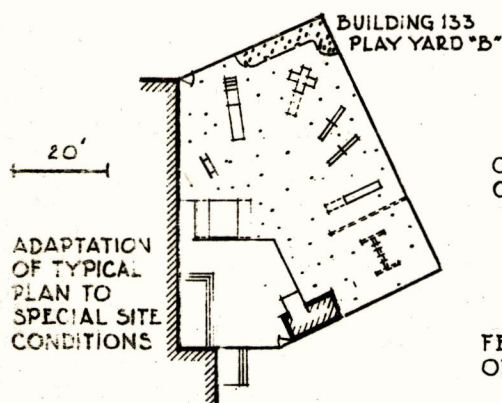 BUILDING 133
PLAY YARD "B"
20'
ADAPTATION
OF TYPICAL
PLAN TO
SPECIAL SITE
CONDITIONS